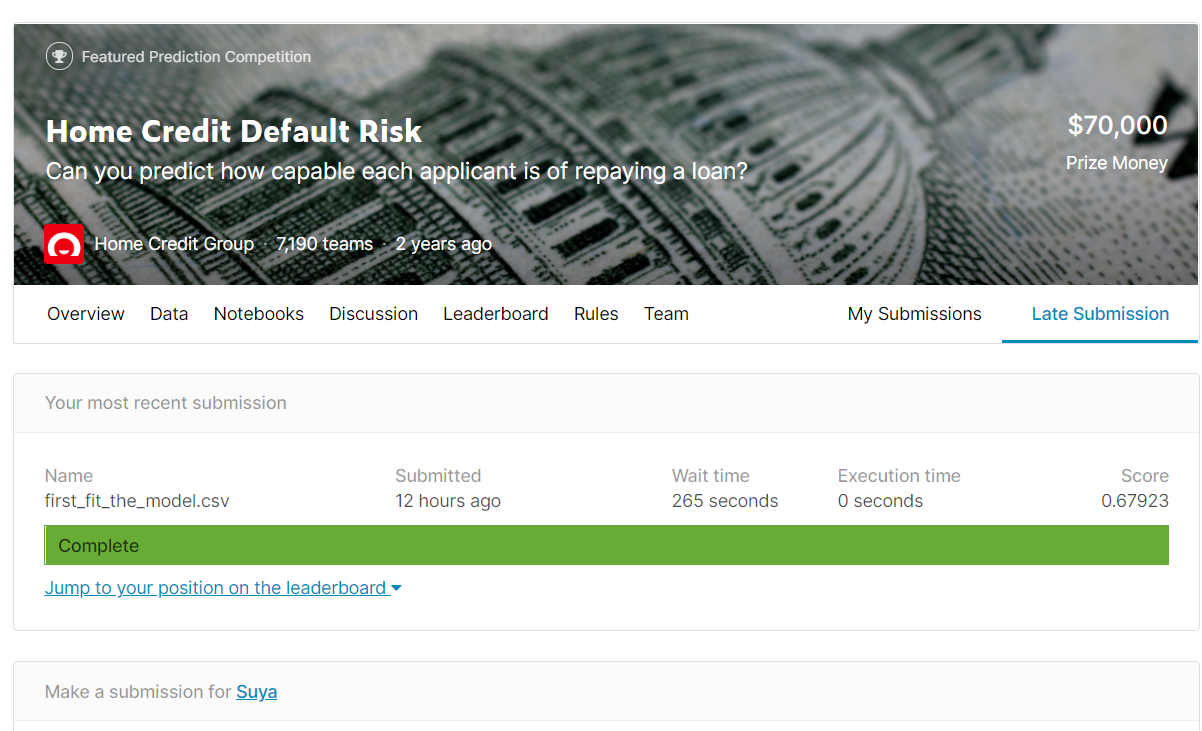 Featured Prediction Competition
Home Credit Default Risk
Can you predict how capable each applicant is of repaying a loan?
$70,000
Prize Money
Home Credit Group · 7,190 teams · 2 years ago
Overview Data Notebooks Discussion Leaderboard Rules Team My Submissions Late Submission
Your most recent submission
Name Submitted Wait time Execution time Score
first_fit_the_model.csv 12 hours ago 265 seconds 0 seconds 0.67923
Complete
Jump to your position on the leaderboard
Make a submission for Suya